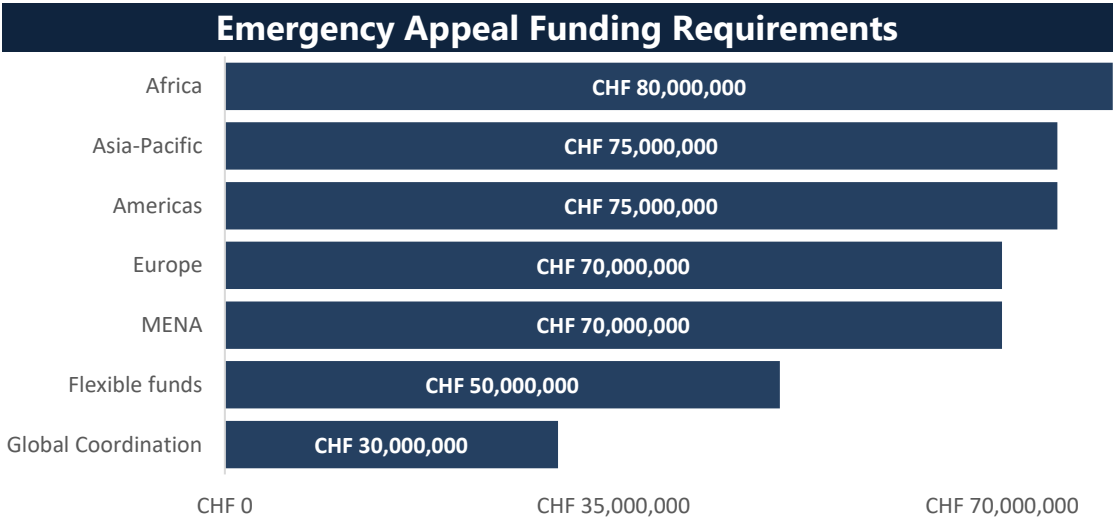 Emergency Appeal Funding Requirements
Africa CHF 80,000,000
Asia-Pacific CHF 75,000,000
Americas CHF 75,000,000
Europe CHF 70,000,000
MENA CHF 70,000,000
Flexible funds CHF 50,000,000
Global Coordination CHF 30,000,000
CHF 0 CHF 35,000,000 CHF 70,000,000